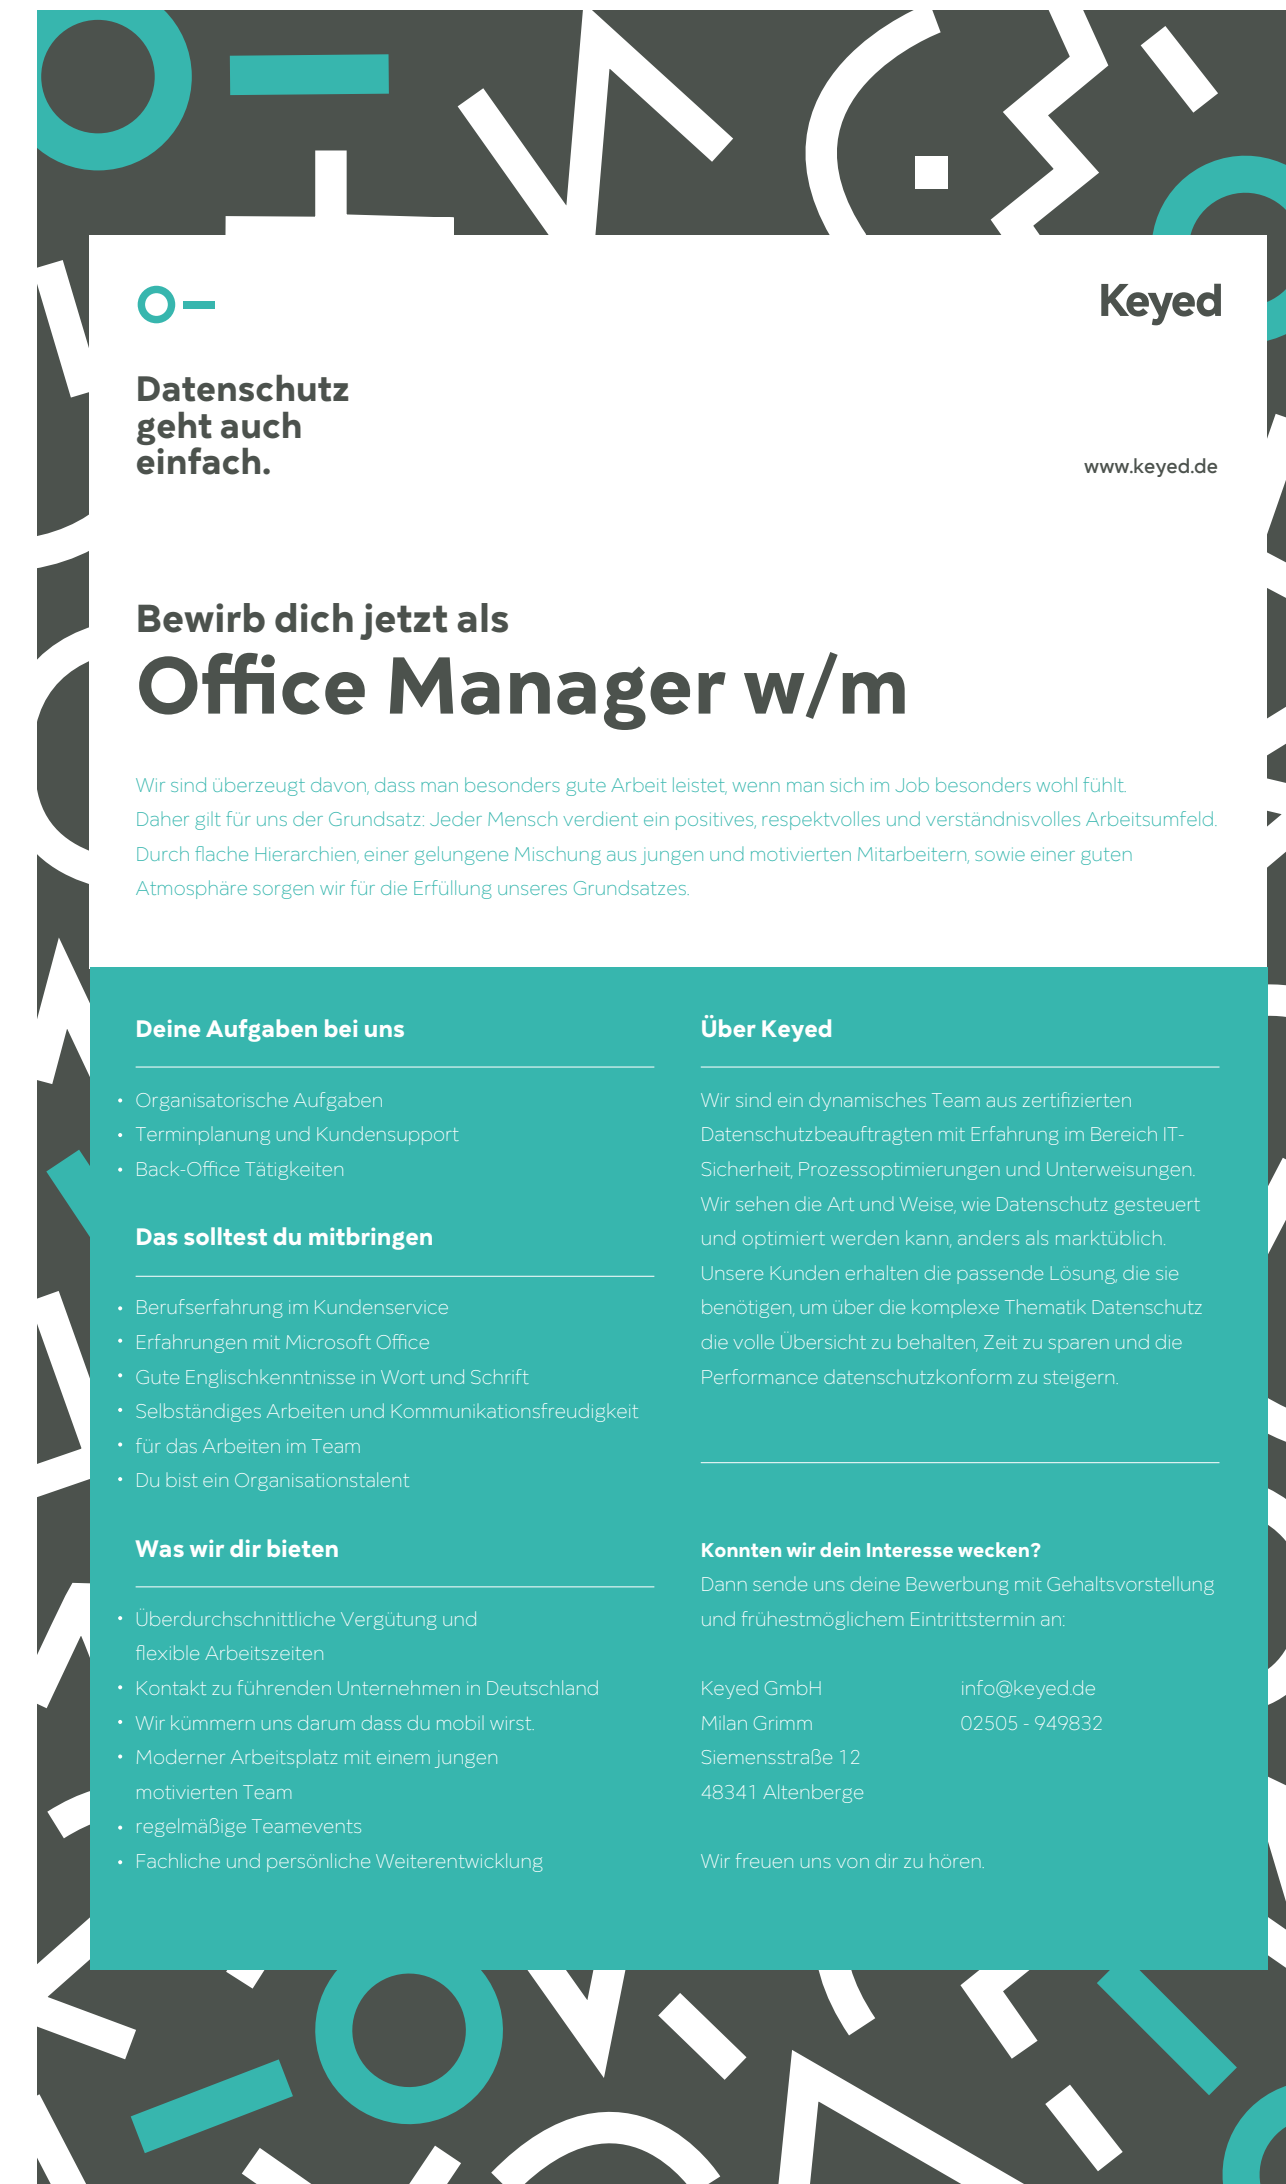 Keyed
Datenschutz
geht auch
einfach.
www.keyed.de
Bewirb dich jetzt als
Office Manager w/m
Wir sind überzeugt davon, dass man besonders gute Arbeit leistet, wenn man sich im Job besonders wohl fühlt.
Daher gilt für uns der Grundsatz: Jeder Mensch verdient ein positives, respektvolles und verständnisvolles Arbeitsumfeld.
Durch flache Hierarchien, einer gelungene Mischung aus jungen und motivierten Mitarbeitern, sowie einer guten
Atmosphäre sorgen wir für die Erfüllung unseres Grundsatzes.
Deine Aufgaben bei uns
• Organisatorische Aufgaben
• Terminplanung und Kundensupport
• Back-Office Tätigkeiten
Das solltest du mitbringen
• Berufserfahrung im Kundenservice
• Erfahrungen mit Microsoft Office
• Gute Englischkenntnisse in Wort und Schrift
• Selbständiges Arbeiten und Kommunikationsfreudigkeit
• für das Arbeiten im Team
• Du bist ein Organisationstalent
Was wir dir bieten
• Überdurchschnittliche Vergütung und
flexible Arbeitszeiten
• Kontakt zu führenden Unternehmen in Deutschland
• Wir kümmern uns darum dass du mobil wirst.
• Moderner Arbeitsplatz mit einem jungen
motivierten Team
• regelmäßige Teamevents
• Fachliche und persönliche Weiterentwicklung
Über Keyed
Wir sind ein dynamisches Team aus zertifizierten
Datenschutzbeauftragten mit Erfahrung im Bereich IT-
Sicherheit, Prozessoptimierungen und Unterweisungen.
Wir sehen die Art und Weise, wie Datenschutz gesteuert
und optimiert werden kann, anders als marktüblich.
Unsere Kunden erhalten die passende Lösung, die sie
benötigen, um über die komplexe Thematik Datenschutz
die volle Übersicht zu behalten, Zeit zu sparen und die
Performance datenschutzkonform zu steigern.
Konnten wir dein Interesse wecken?
Dann sende uns deine Bewerbung mit Gehaltsvorstellung
und frühestmöglichem Eintrittstermin an:
Keyed GmbH
Milan Grimm
Siemensstraße 12
48341 Altenberge
info@keyed.de
02505 - 949832
Wir freuen uns von dir zu hören.